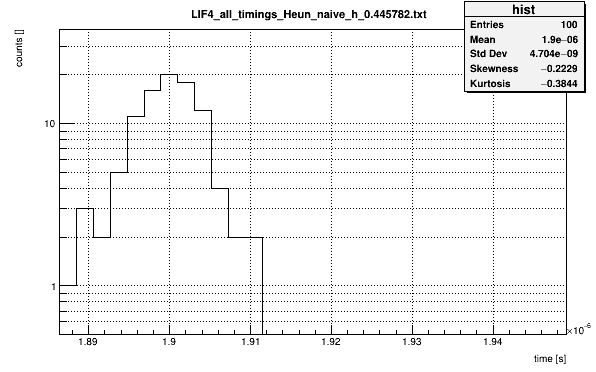 LIF4_all_timings_Heun_naive_h_0.445782.txt
hist
Entries 100
Mean 1.9e−06
Std Dev 4.704e−09
Skewness −0.2229
Kurtosis −0.3844
counts []
10
1
1.89 1.9 1.91 1.92 1.93 1.94
×10⁻⁶
time [s]